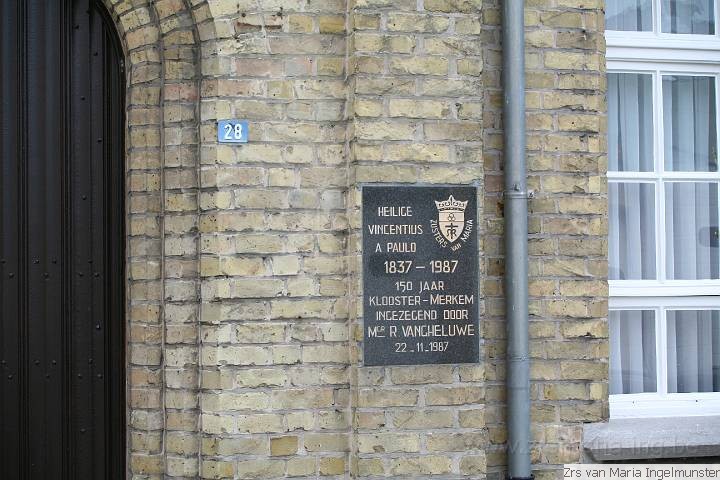 28
HEILIGE
VINCENTIUS
A PAULO
ZUSTERS VAN MARIA
1837 - 1987
150 JAAR
KLOOSTER - MERKEM
INGEZEGEND DOOR
MGR R. VANGHELUWE
22-11-1987
Zrs van Maria Ingelmunster